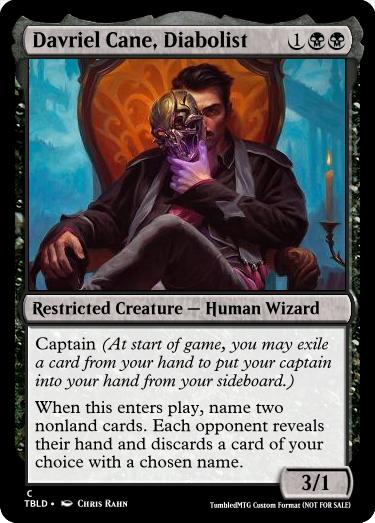 Davriel Cane, Diabolist 1
Restricted Creature — Human Wizard
Captain (At start of game, you may exile
a card from your hand to put your captain
into your hand from your sideboard.)
When this enters play, name two
nonland cards. Each opponent reveals
their hand and discards a card of your
choice with a chosen name.
3/1
C
TBLD • Chris Rahn
TumbledMTG Custom Format (NOT FOR SALE)